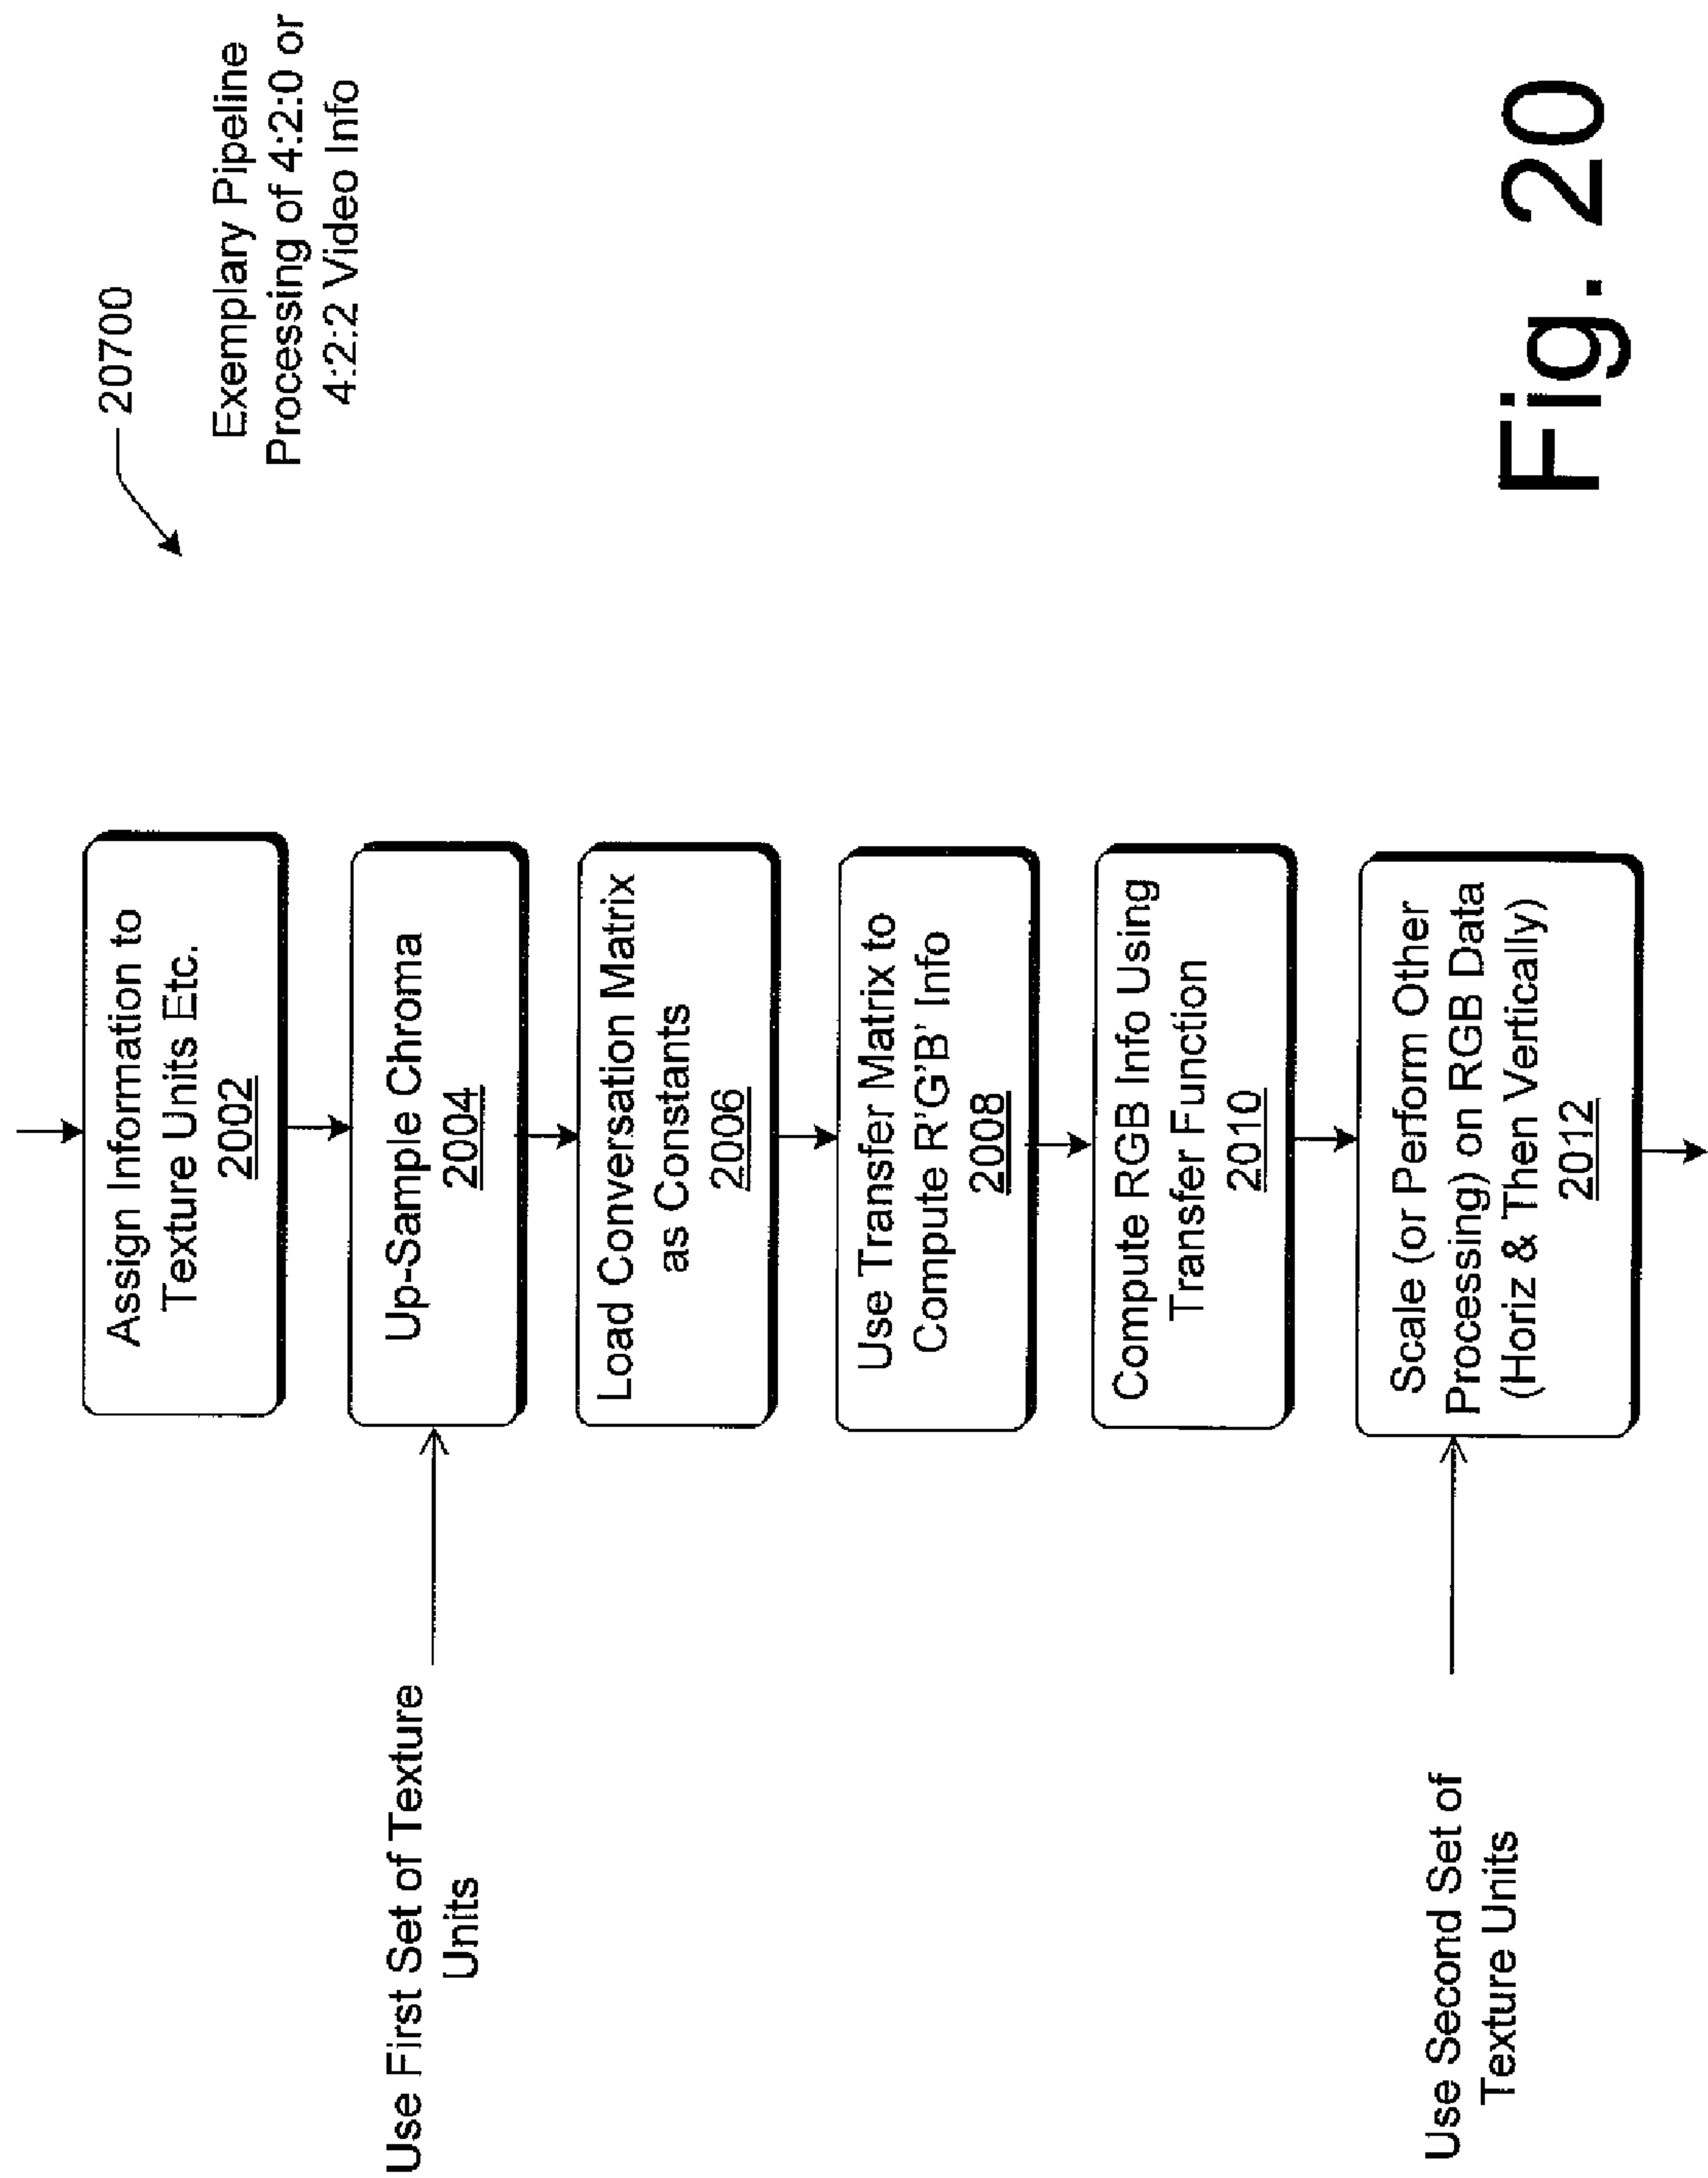 20700
Exemplary Pipeline
Processing of 4:2:0 or
4:2:2 Video Info
Assign Information to
Texture Units Etc.
2002
Use First Set of Texture
Units
Up-Sample Chroma
2004
Load Conversation Matrix
as Constants
2006
Use Transfer Matrix to
Compute R'G'B' Info
2008
Compute RGB Info Using
Transfer Function
2010
Use Second Set of
Texture Units
Scale (or Perform Other
Processing) on RGB Data
(Horiz & Then Vertically)
2012
Fig. 20